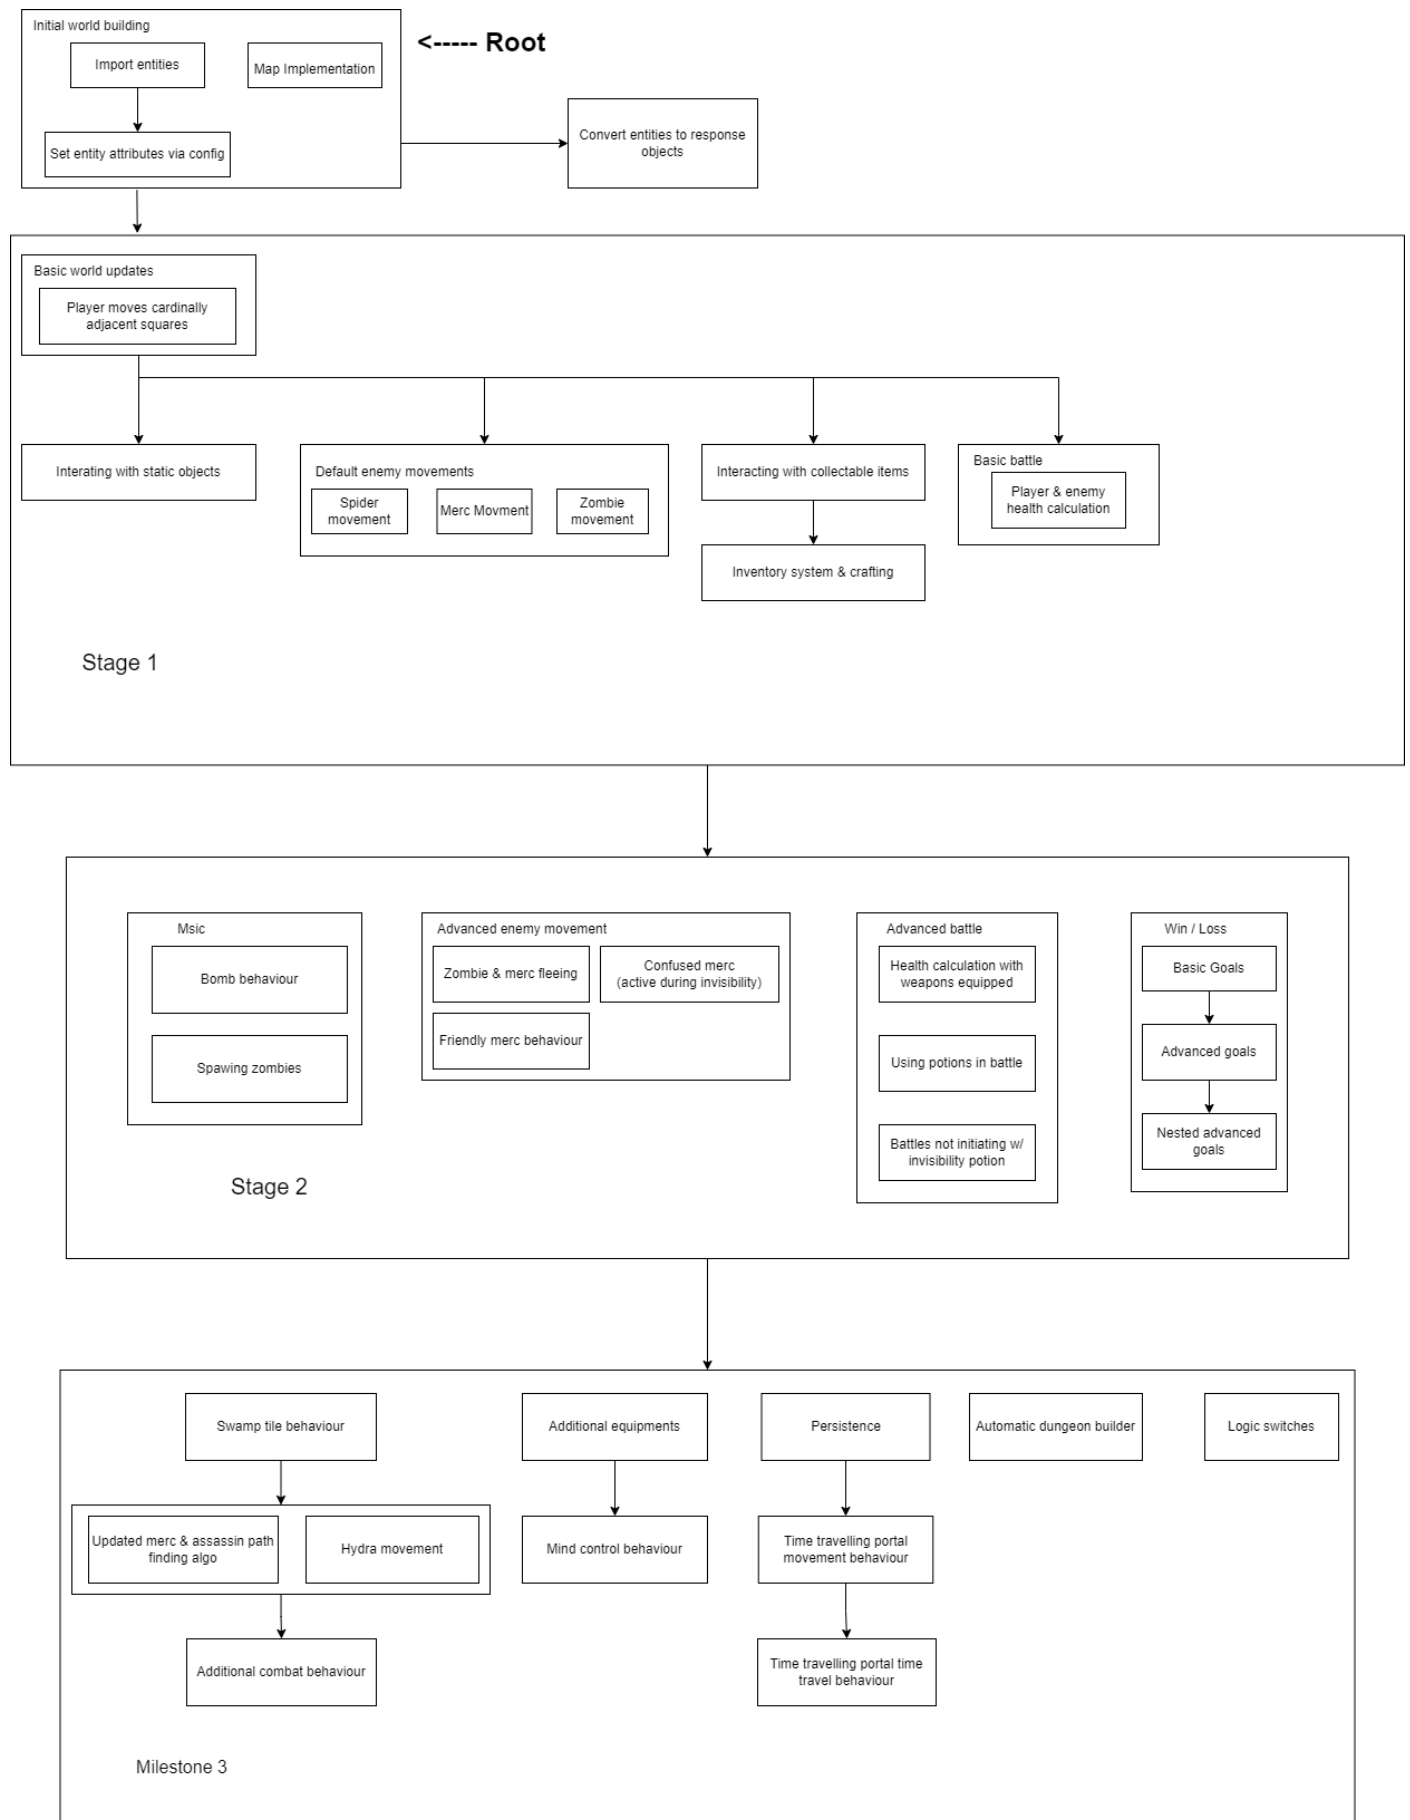 Initial world building
<----- Root
Import entities
Map Implementation
Set entity attributes via config
Convert entities to response
objects
Basic world updates
Player moves cardinally
adjacent squares
Interating with static objects
Default enemy movements
Spider
movement
Merc Movment
Zombie
movement
Interacting with collectable items
Inventory system & crafting
Basic battle
Player & enemy
health calculation
Stage 1
Msic
Bomb behaviour
Spawing zombies
Advanced enemy movement
Zombie & merc fleeing
Confused merc
(active during invisibility)
Friendly merc behaviour
Advanced battle
Health calculation with
weapons equipped
Using potions in battle
Battles not initiating w/
invisibility potion
Win / Loss
Basic Goals
Advanced goals
Nested advanced
goals
Stage 2
Swamp tile behaviour
Updated merc & assassin path
finding algo
Hydra movement
Additional combat behaviour
Additional equipments
Mind control behaviour
Persistence
Time travelling portal
movement behaviour
Time travelling portal time
travel behaviour
Automatic dungeon builder
Logic switches
Milestone 3